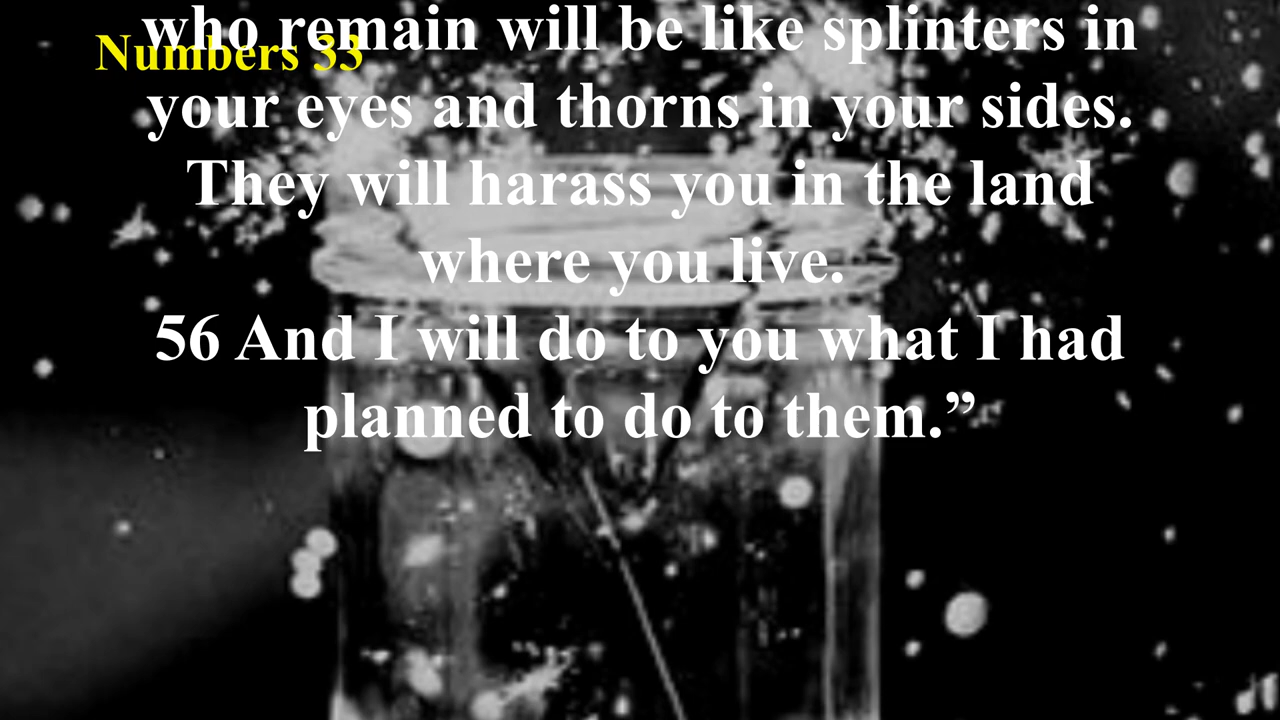 Numbers 33
who remain will be like splinters in
your eyes and thorns in your sides.
They will harass you in the land
where you live.
56 And I will do to you what I had
planned to do to them.”